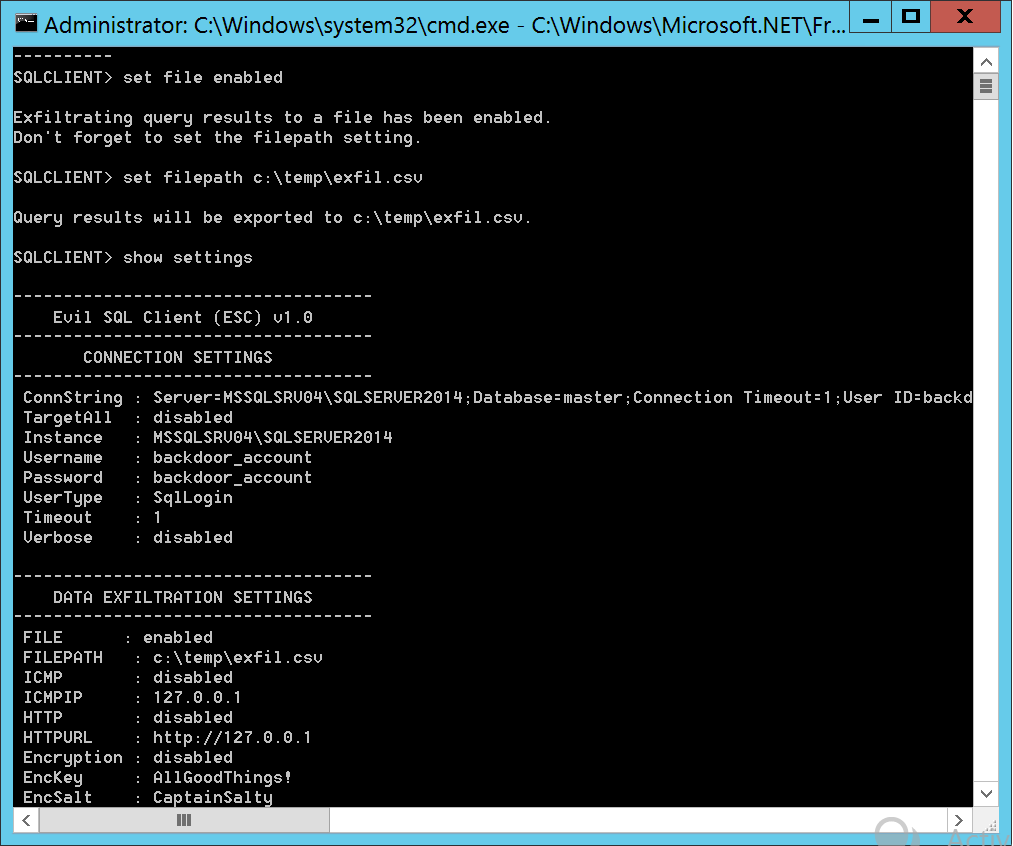 Administrator: C:\Windows\system32\cmd.exe - C:\Windows\Microsoft.NET\Fr...
----------
SQLCLIENT> set file enabled
Exfiltrating query results to a file has been enabled.
Don't forget to set the filepath setting.
SQLCLIENT> set filepath c:\temp\exfil.csv
Query results will be exported to c:\temp\exfil.csv.
SQLCLIENT> show settings
------------------------------------
Evil SQL Client (ESC) v1.0
------------------------------------
CONNECTION SETTINGS
------------------------------------
ConnString : Server=MSSQLSRV04\SQLSERVER2014;Database=master;Connection Timeout=1;User ID=backd
TargetAll : disabled
Instance : MSSQLSRV04\SQLSERVER2014
Username : backdoor_account
Password : backdoor_account
UserType : SqlLogin
Timeout : 1
Verbose : disabled
------------------------------------
DATA EXFILTRATION SETTINGS
------------------------------------
FILE : enabled
FILEPATH : c:\temp\exfil.csv
ICMP : disabled
ICMPIP : 127.0.0.1
HTTP : disabled
HTTPURL : http://127.0.0.1
Encryption : disabled
EncKey : AllGoodThings!
EncSalt : CaptainSalty